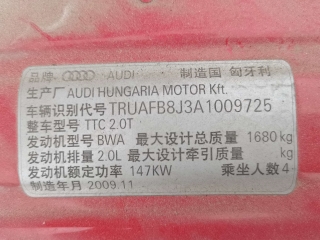 品牌 AUDI 制造国 匈牙利
生产厂 AUDI HUNGARIA MOTOR Kft.
车辆识别代号 TRUAFB8J3A1009725
整车型号 TTC 2.0T
发动机型号 BWA 最大设计总质量 1680kg
发动机排量 2.0L 最大设计牵引质量 kg
发动机额定功率 147KW 乘坐人数 4
制造年月 2009.11